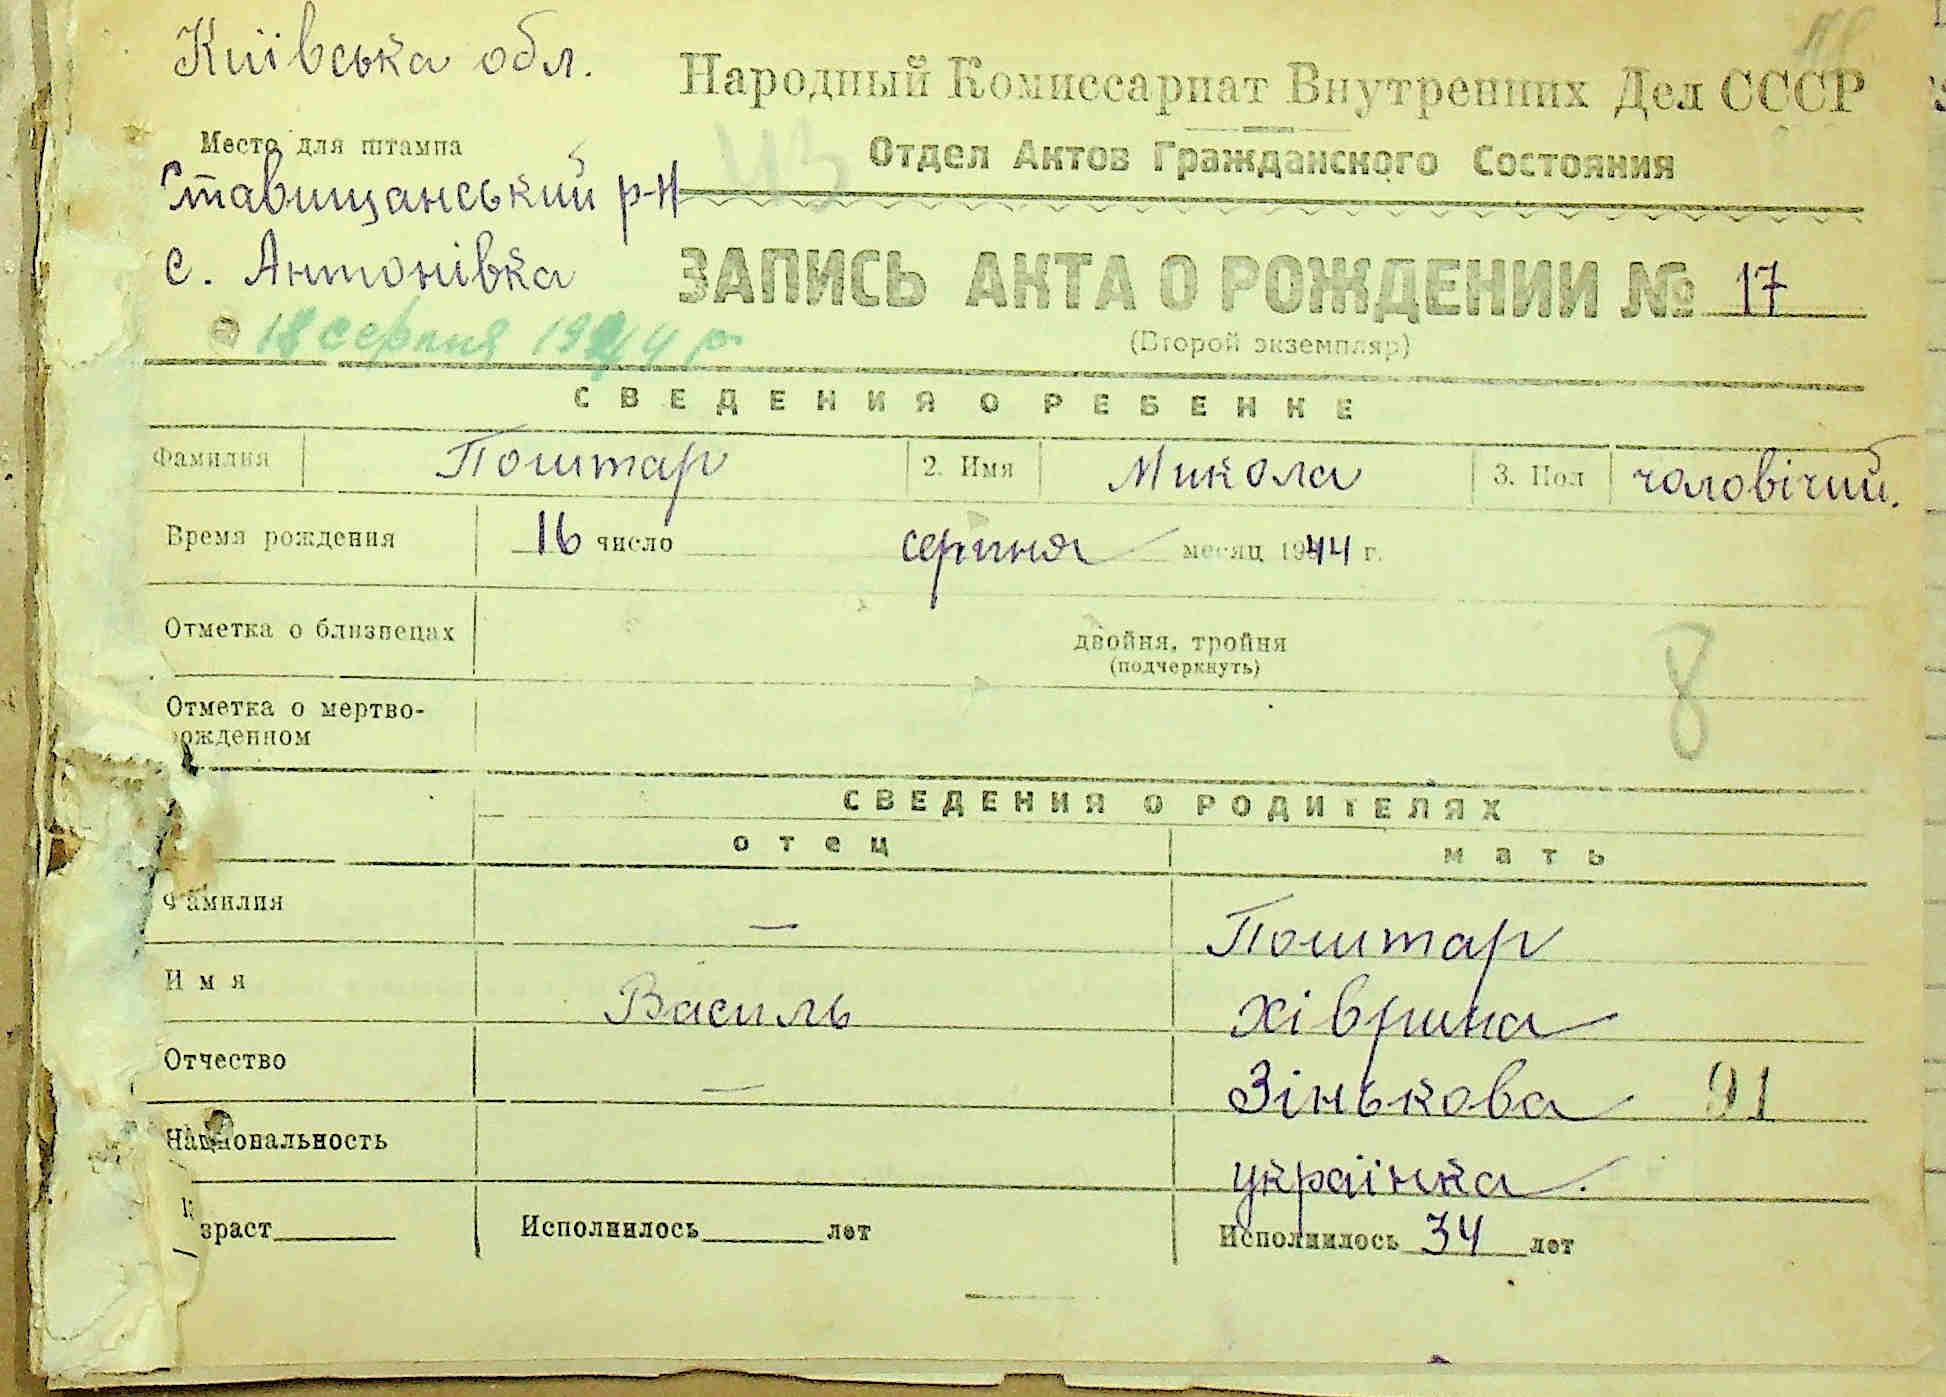 Київська обл.
Народный Комиссариат Внутренних Дел СССР
Место для штампа
Отдел Актов Гражданского Состояния
Ставищанський р-н
с. Антонівка
ЗАПИСЬ АКТА О РОЖДЕНИИ № 17
(Второй экземпляр)
18 серпня 1944 р
СВЕДЕНИЯ О РЕБЕНКЕ
Фамилия Поштар 2. Имя Микола 3. Пол чоловічий.
Время рождения 16 число серпня месяц 1944 г.
Отметка о близнецах двойня, тройня
(подчеркнуть)
8
Отметка о мертво-
рожденном
СВЕДЕНИЯ О РОДИТЕЛЯХ
отец мать
Фамилия — Поштар
Имя Василь Хіврина
Отчество — Зінькова 91
Национальность українка.
зраст Исполнилось лет Исполнилось 34 лет